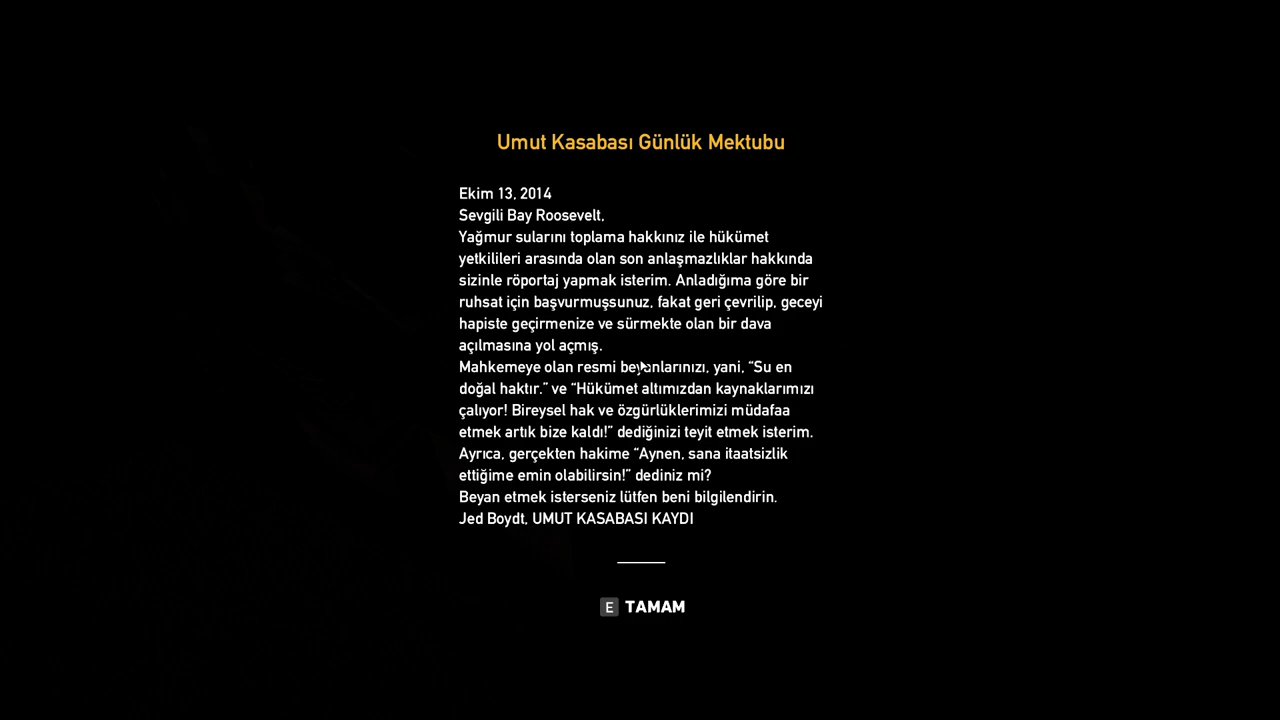 Umut Kasabası Günlük Mektubu
Ekim 13, 2014
Sevgili Bay Roosevelt,
Yağmur sularını toplama hakkınız ile hükümet
yetkilileri arasında olan son anlaşmazlıklar hakkında
sizinle röportaj yapmak isterim. Anladığıma göre bir
ruhsat için başvurmuşsunuz, fakat geri çevrilip, geceyi
hapiste geçirmenize ve sürmekte olan bir dava
açılmasına yol açmış.
Mahkemeye olan resmi beyanlarınızı, yani, “Su en
doğal haktır.” ve “Hükümet altımızdan kaynaklarımızı
çalıyor! Bireysel hak ve özgürlüklerimizi müdafaa
etmek artık bize kaldı!” dediğinizi teyit etmek isterim.
Ayrıca, gerçekten hakime “Aynen, sana itaatsizlik
ettiğime emin olabilirsin!” dediniz mi?
Beyan etmek isterseniz lütfen beni bilgilendirin.
Jed Boydt, UMUT KASABASI KAYDI
E TAMAM